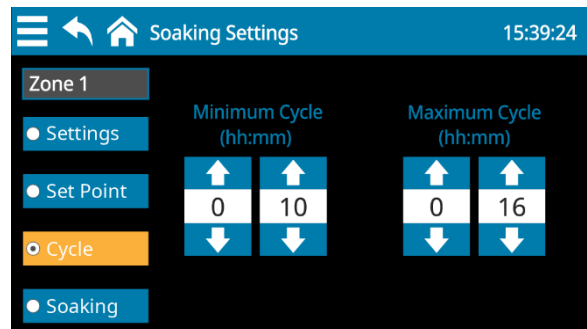 Soaking Settings 15:39:24
Zone 1
Settings
Set Point
Cycle
Soaking
Minimum Cycle
(hh:mm)
0 10
Maximum Cycle
(hh:mm)
0 16